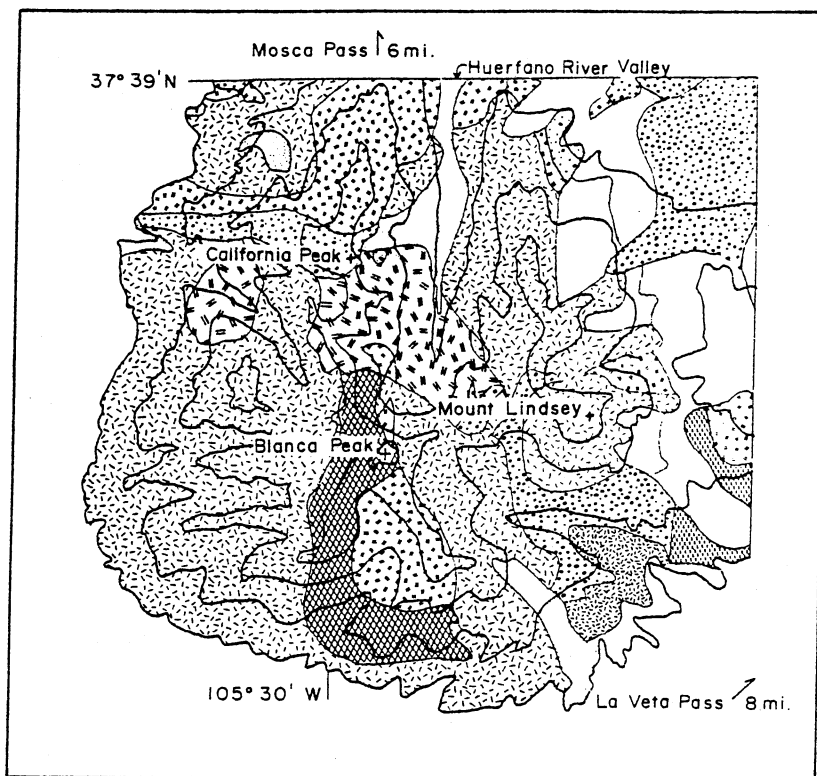 Mosca Pass 6 mi.
Huerfano River Valley
37° 39' N
California Peak
Mount Lindsey
Blanca Peak
105° 30' W
La Veta Pass 8 mi.